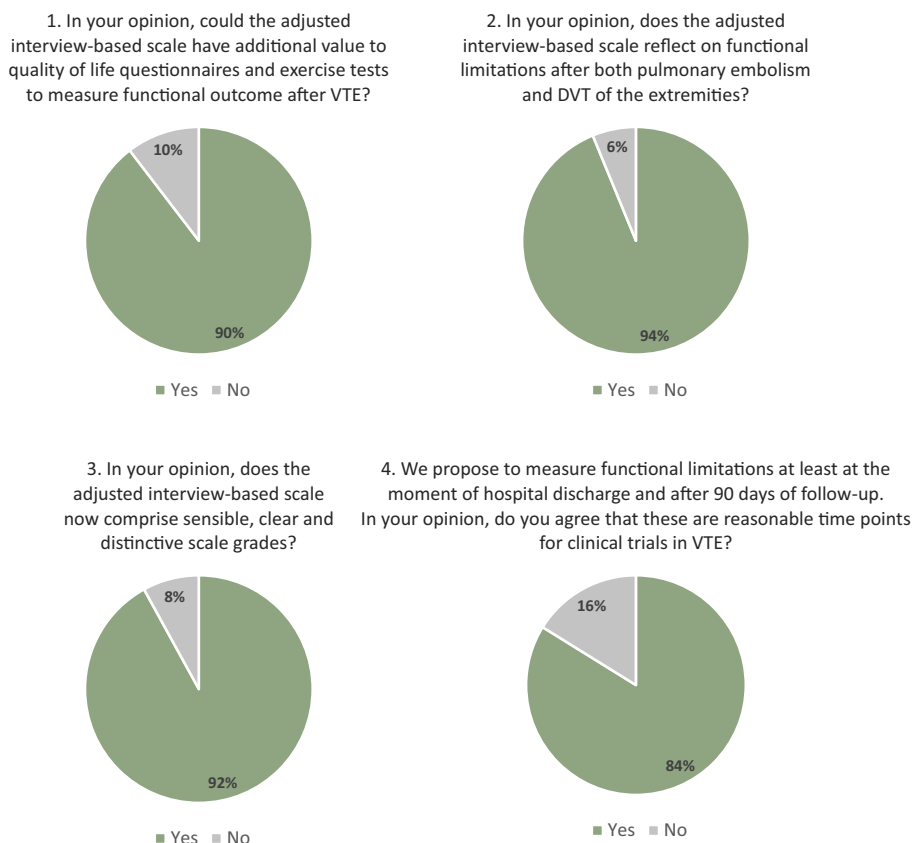 1. In your opinion, could the adjusted
interview-based scale have additional value to
quality of life questionnaires and exercise tests
to measure functional outcome after VTE?
10%
90%
Yes No
2. In your opinion, does the adjusted
interview-based scale reflect on functional
limitations after both pulmonary embolism
and DVT of the extremities?
6%
94%
Yes No
3. In your opinion, does the
adjusted interview-based scale
now comprise sensible, clear and
distinctive scale grades?
8%
92%
Yes No
4. We propose to measure functional limitations at least at the
moment of hospital discharge and after 90 days of follow-up.
In your opinion, do you agree that these are reasonable time points
for clinical trials in VTE?
16%
84%
Yes No